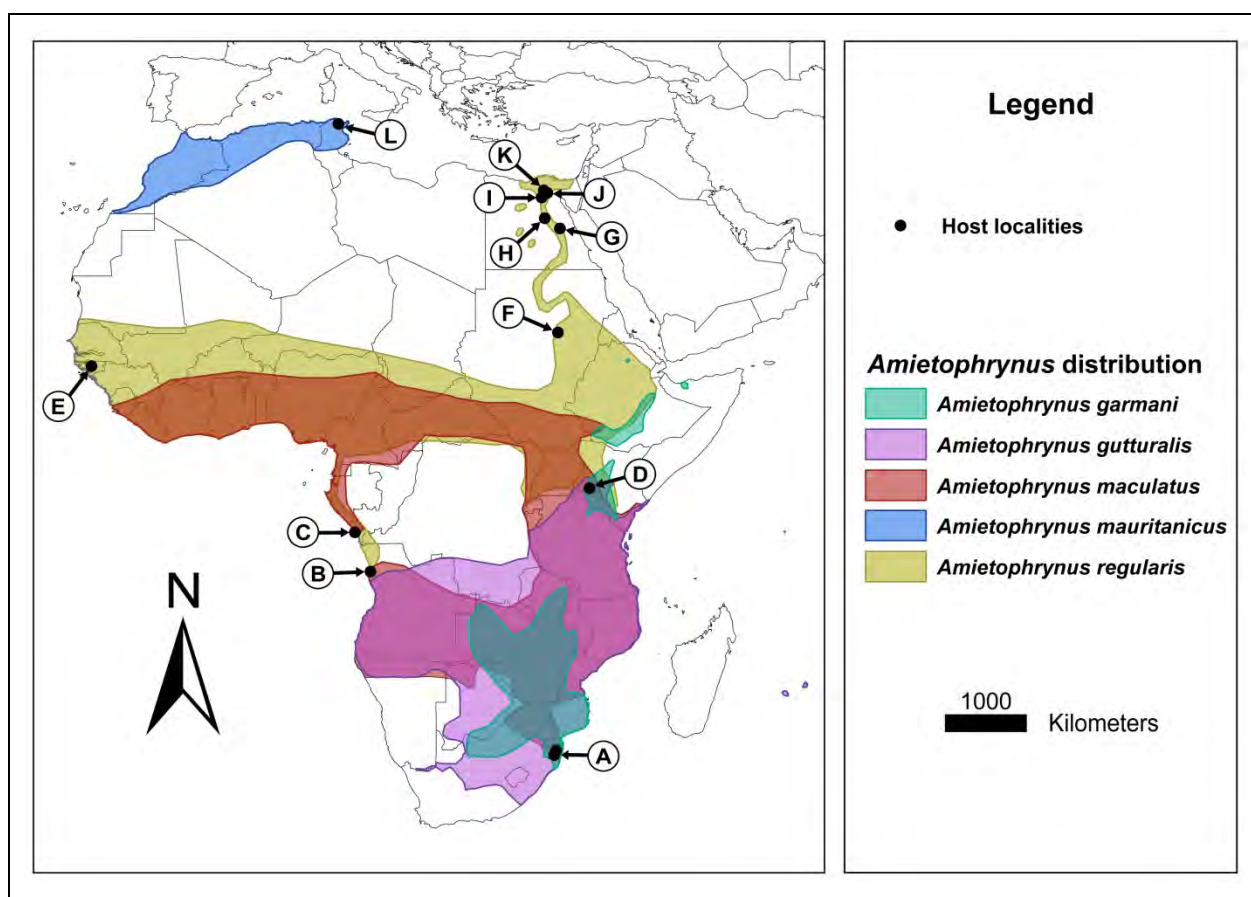 Legend
Host localities
Amietophrynus distribution
Amietophrynus garmani
Amietophrynus gutturalis
Amietophrynus maculatus
Amietophrynus mauritanicus
Amietophrynus regularis
1000
Kilometers
L
K
I
J
H
G
F
E
D
C
B
N
A